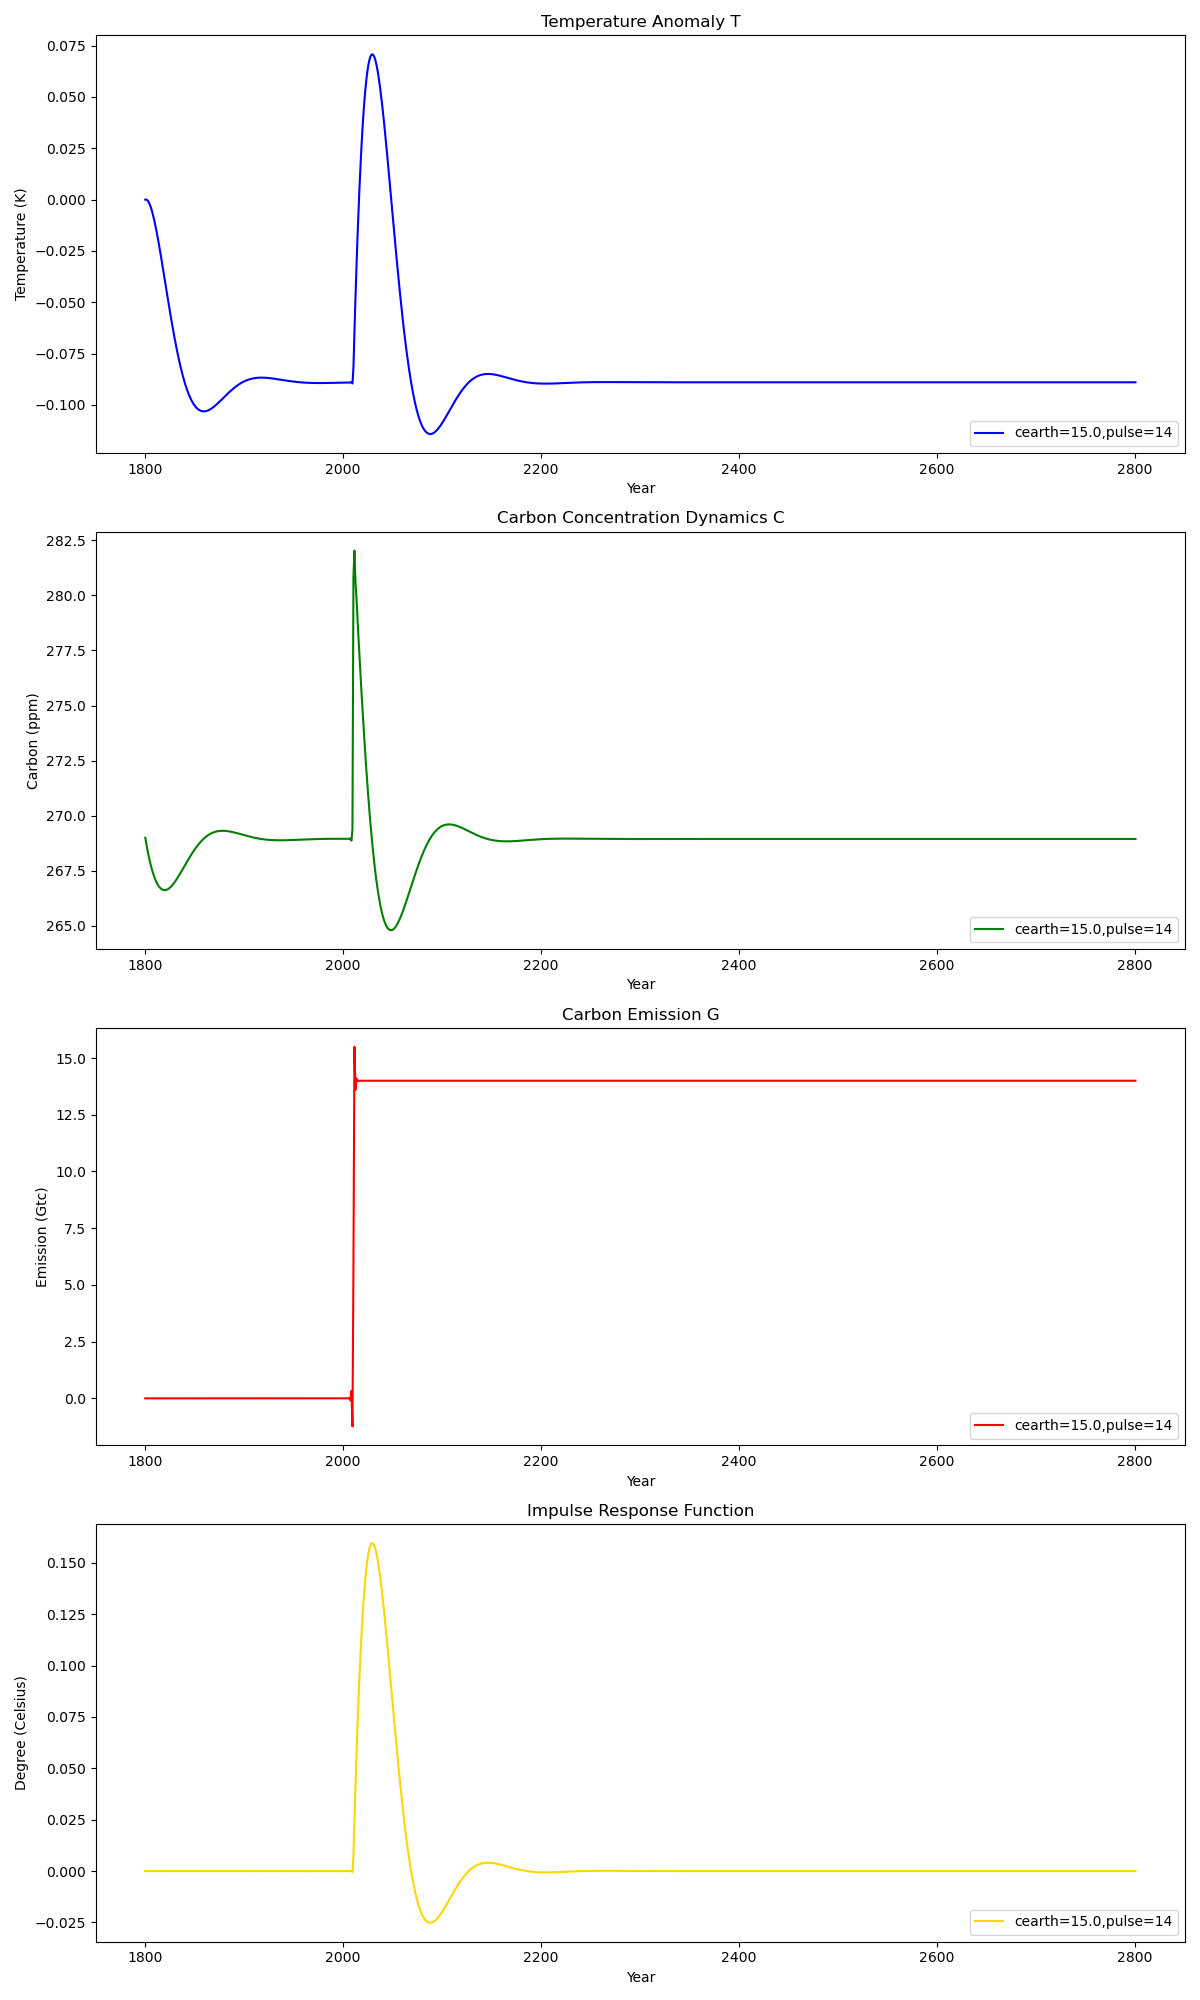 Temperature Anomaly T
0.075
0.050
0.025
0.000
−0.025
−0.050
−0.075
−0.100
Temperature (K)
cearth=15.0,pulse=14
1800 2000 2200 2400 2600 2800
Year
Carbon Concentration Dynamics C
282.5
280.0
277.5
275.0
272.5
270.0
267.5
265.0
Carbon (ppm)
cearth=15.0,pulse=14
1800 2000 2200 2400 2600 2800
Year
Carbon Emission G
15.0
12.5
10.0
7.5
5.0
2.5
0.0
Emission (Gtc)
cearth=15.0,pulse=14
1800 2000 2200 2400 2600 2800
Year
Impulse Response Function
0.150
0.125
0.100
0.075
0.050
0.025
0.000
−0.025
Degree (Celsius)
cearth=15.0,pulse=14
1800 2000 2200 2400 2600 2800
Year